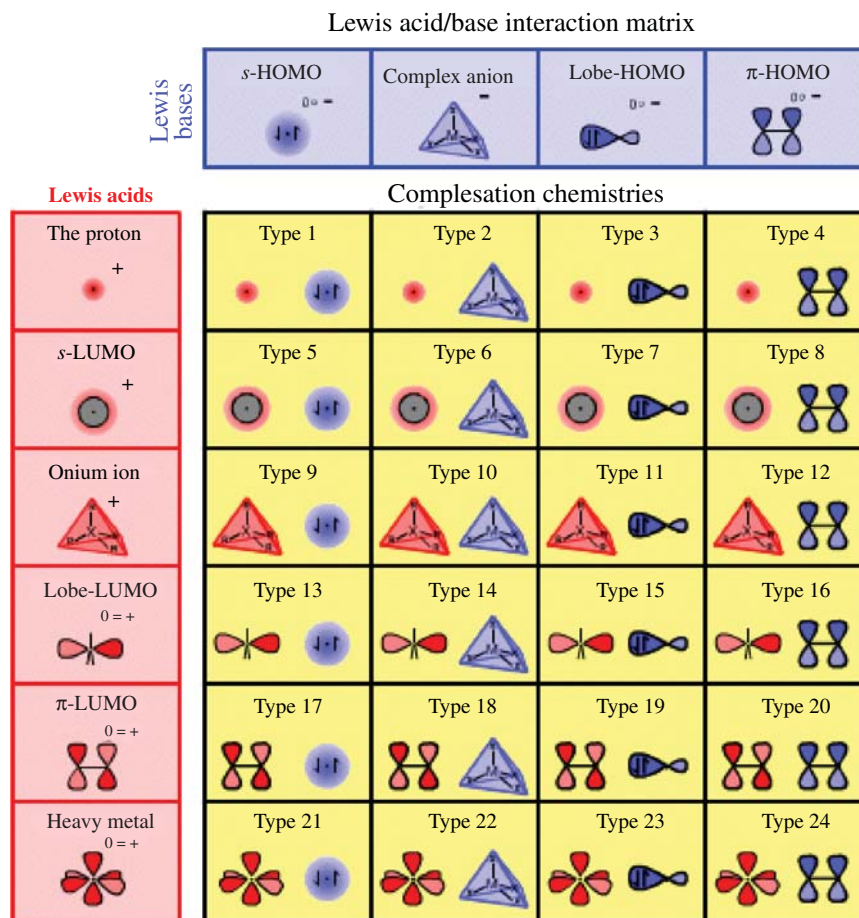 Lewis acid/base interaction matrix
Lewis
bases
s-HOMO
Complex anion
Lobe-HOMO
π-HOMO
Lewis acids
Complesation chemistries
The proton
+
Type 1
Type 2
Type 3
Type 4
s-LUMO
+
Type 5
Type 6
Type 7
Type 8
Onium ion
+
Type 9
Type 10
Type 11
Type 12
Lobe-LUMO
0 = +
Type 13
Type 14
Type 15
Type 16
π-LUMO
0 = +
Type 17
Type 18
Type 19
Type 20
Heavy metal
0 = +
Type 21
Type 22
Type 23
Type 24